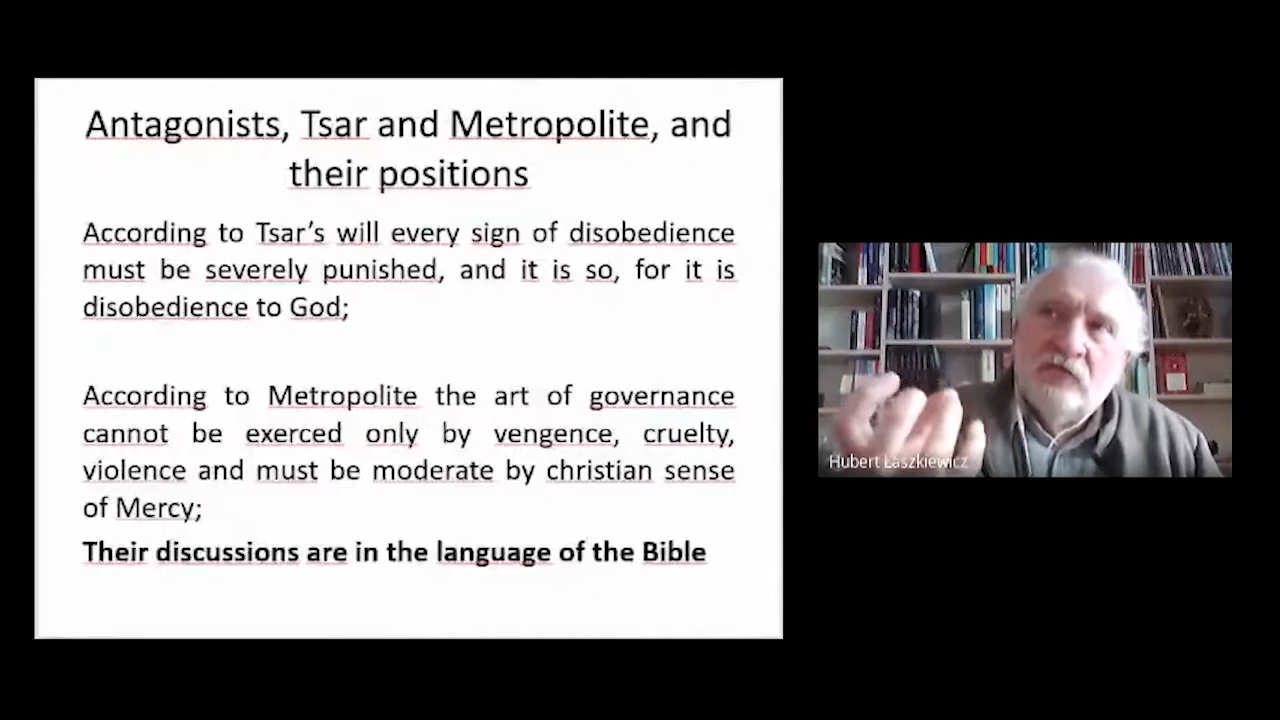 Antagonists, Tsar and Metropolite, and
their positions
According to Tsar's will every sign of disobedience
must be severely punished, and it is so, for it is
disobedience to God;
According to Metropolite the art of governance
cannot be exerced only by vengence, cruelty,
violence and must be moderate by christian sense
of Mercy;
Their discussions are in the language of the Bible
Hubert Łaszkiewicz